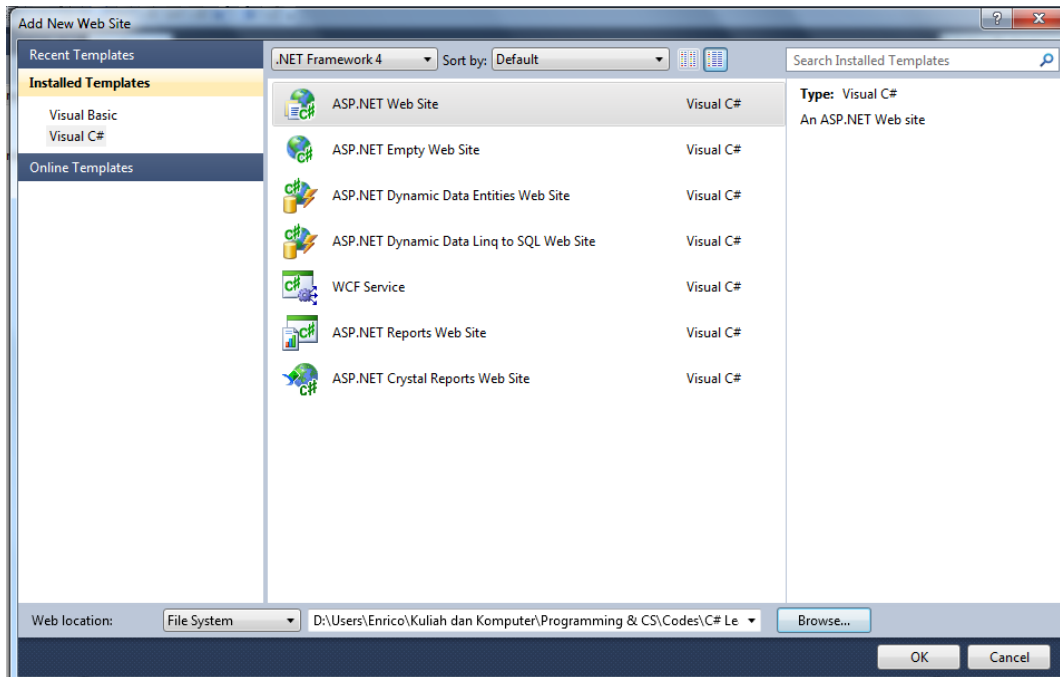 Add New Web Site
?
Recent Templates
Installed Templates
Visual Basic
Visual C#
Online Templates
.NET Framework 4
Sort by:
Default
ASP.NET Web Site Visual C#
ASP.NET Empty Web Site Visual C#
ASP.NET Dynamic Data Entities Web Site Visual C#
ASP.NET Dynamic Data Linq to SQL Web Site Visual C#
WCF Service Visual C#
ASP.NET Reports Web Site Visual C#
ASP.NET Crystal Reports Web Site Visual C#
Search Installed Templates
Type: Visual C#
An ASP.NET Web site
Web location:
File System
D:\Users\Enrico\Kuliah dan Komputer\Programming & CS\Codes\C# Le
Browse...
OK
Cancel